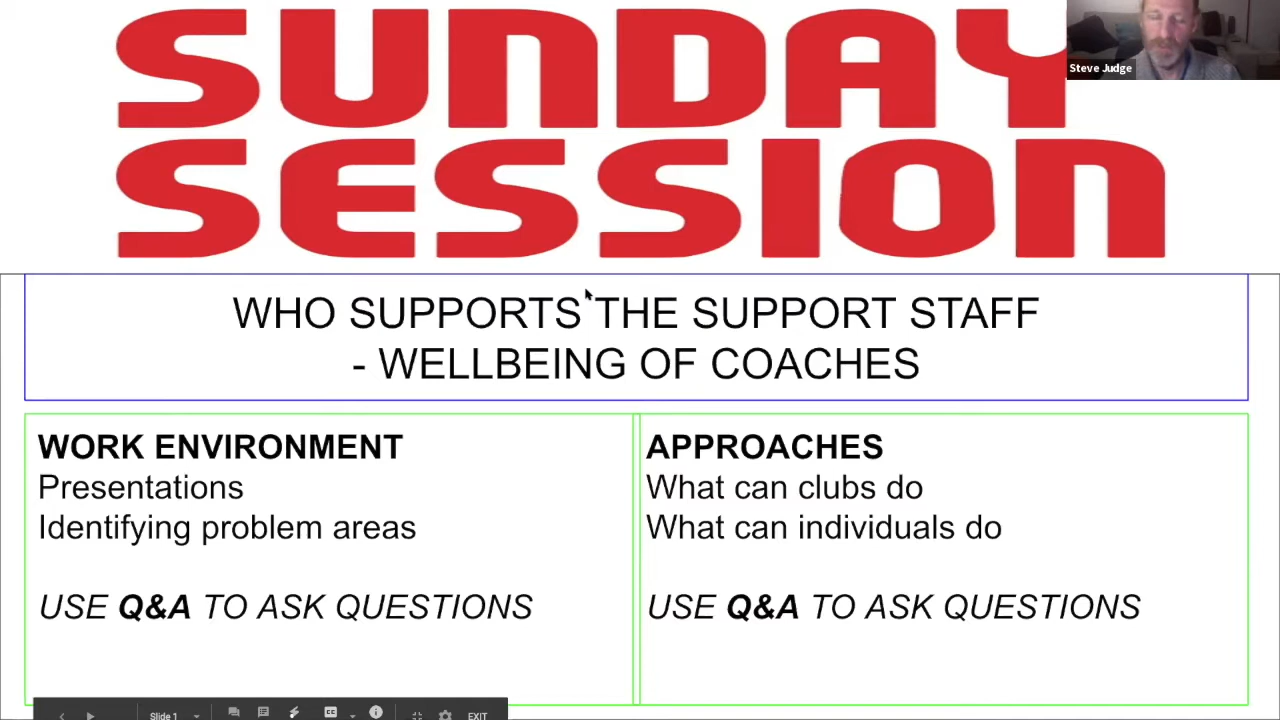 SUNDAY
SESSION
Steve Judge
WHO SUPPORTS THE SUPPORT STAFF
- WELLBEING OF COACHES
WORK ENVIRONMENT
Presentations
Identifying problem areas
USE Q&A TO ASK QUESTIONS
APPROACHES
What can clubs do
What can individuals do
USE Q&A TO ASK QUESTIONS
Slide 1
CC
EXIT